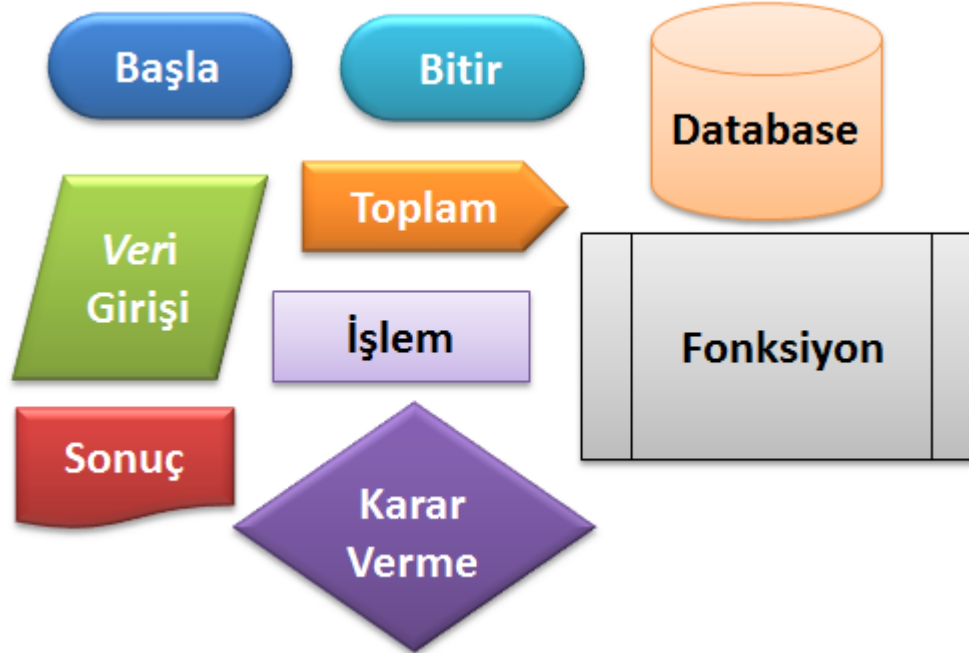 Başla
Bitir
Database
Veri
Girişi
Toplam
İşlem
Fonksiyon
Sonuç
Karar
Verme